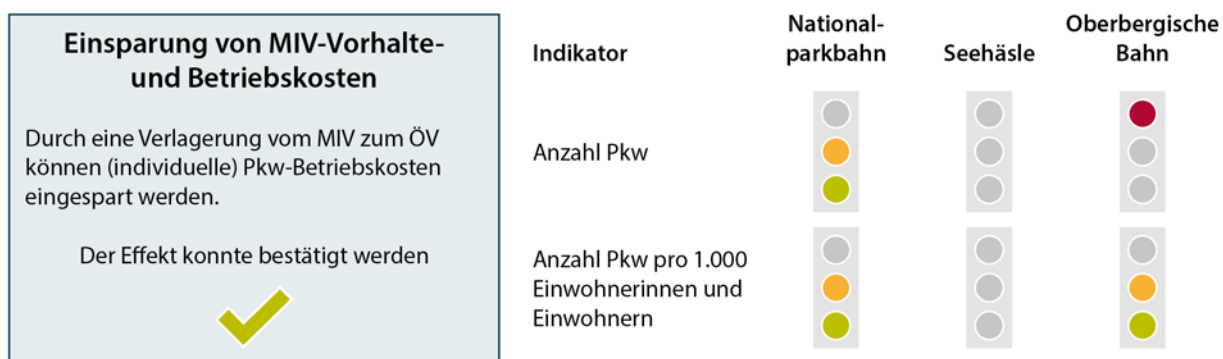 Einsparung von MIV-Vorhalte-
und Betriebskosten
Durch eine Verlagerung vom MIV zum ÖV
können (individuelle) Pkw-Betriebskosten
eingespart werden.
Der Effekt konnte bestätigt werden
Indikator
National-
parkbahn
Seehäsle
Oberbergische
Bahn
Anzahl Pkw
Anzahl Pkw pro 1.000
Einwohnerinnen und
Einwohnern